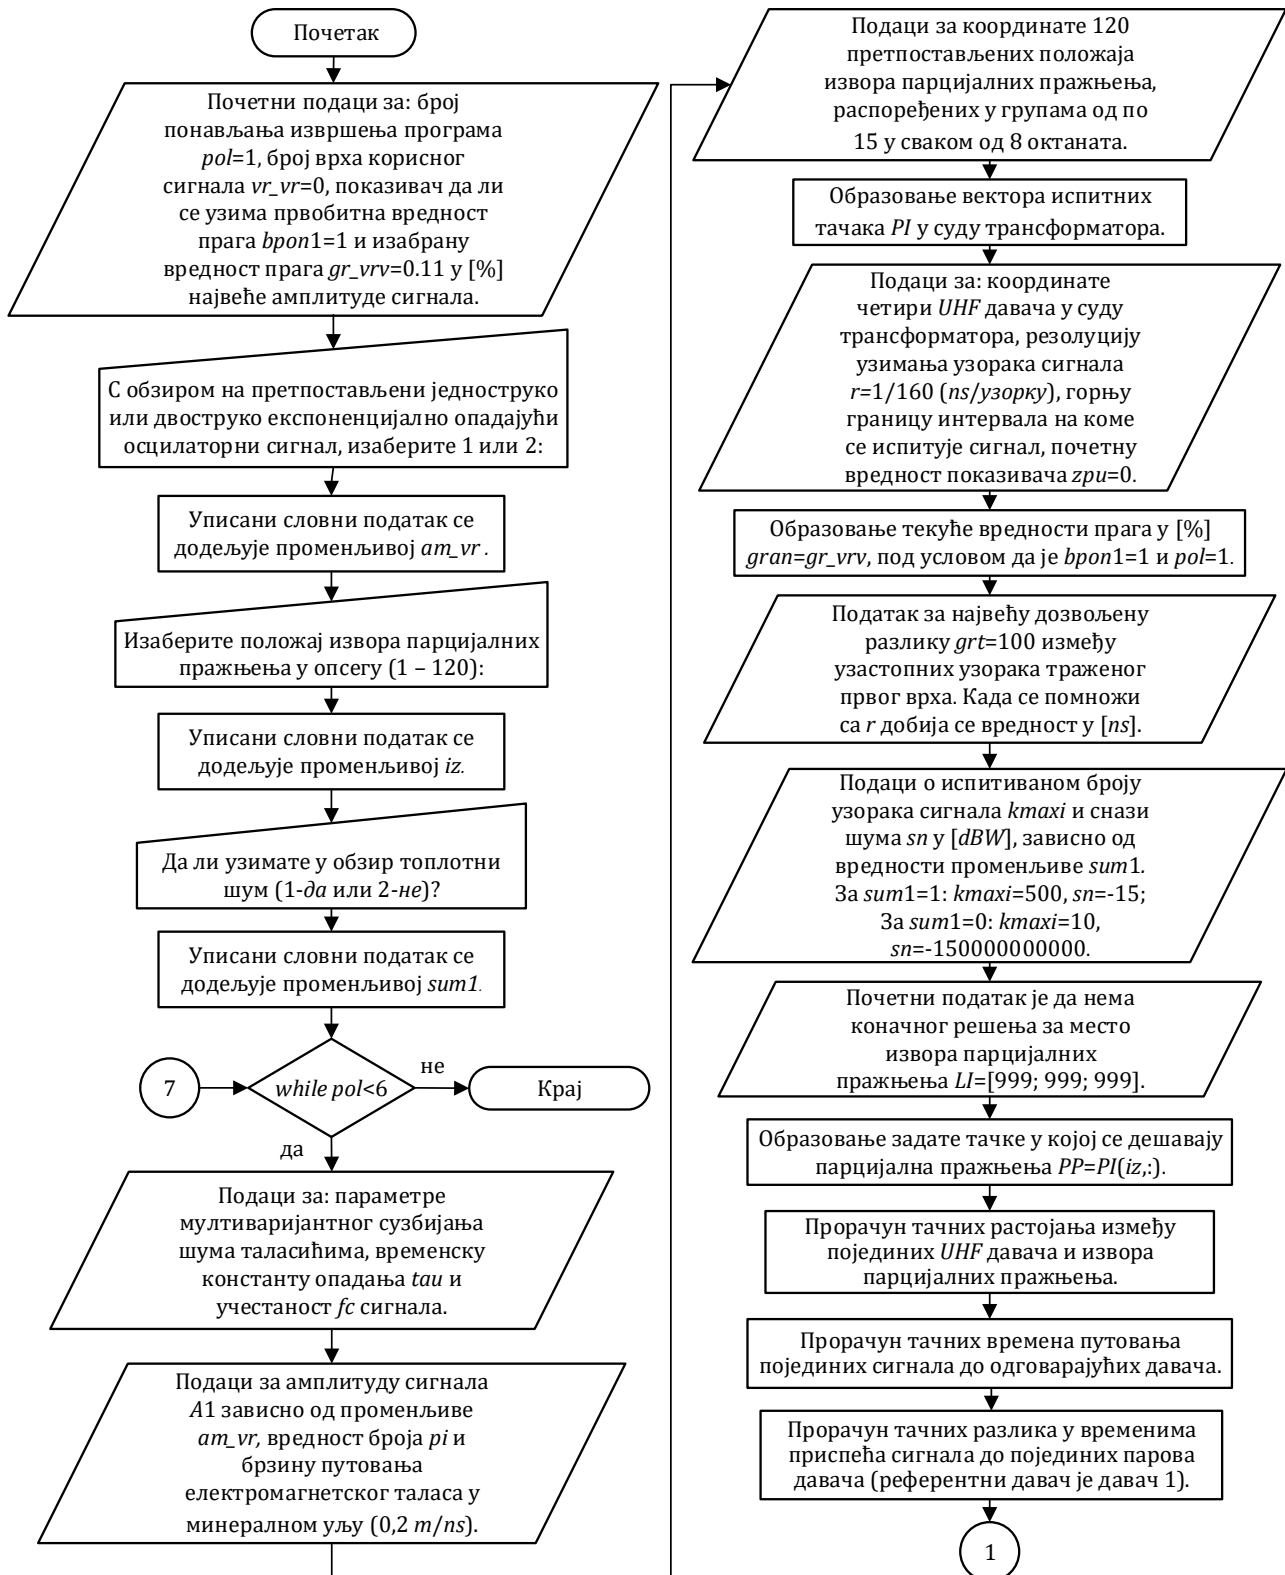 Почетак
Почетни подаци за: број
понављања извршења програма
pol=1, број врха корисног
сигнала vr_vr=0, показивач да ли
се узима првобитна вредност
прага bpon1=1 и изабрану
вредност прага gr_vrv=0.11 у [%]
највеће амплитуде сигнала.
С обзиром на претпостављени једноструко
или двоструко експоненцијално опадајући
осцилаторни сигнал, изаберите 1 или 2:
Уписани словни податак се
додељује променљивој am_vr .
Изаберите положај извора парцијалних
пражњења у опсегу (1 – 120):
Уписани словни податак се
додељује променљивој iz.
Да ли узимате у обзир топлотни
шум (1-да или 2-не)?
Уписани словни податак се
додељује променљивој sum1.
7
while pol<6
не
Крај
да
Подаци за: параметре
мултиваријантног сузбијања
шума таласићима, временску
константу опадања tau и
учестаност fc сигнала.
Подаци за амплитуду сигнала
A1 зависно од променљиве
am_vr, вредност броја pi и
брзину путовања
електромагнетског таласа у
минералном уљу (0,2 m/ns).
Подаци за координате 120
претпостављених положаја
извора парцијалних пражњења,
распоређених у групама од по
15 у сваком од 8 октаната.
Образовање вектора испитних
тачака PI у суду трансформатора.
Подаци за: координате
четири UHF давача у суду
трансформатора, резолуцију
узимања узорака сигнала
r=1/160 (ns/узорку), горњу
границу интервала на коме
се испитује сигнал, почетну
вредност показивача zpu=0.
Образовање текуће вредности прага у [%]
gran=gr_vrv, под условом да је bpon1=1 и pol=1.
Податак за највећу дозвољену
разлику grt=100 између
узастопних узорака траженог
првог врха. Када се помножи
са r добија се вредност у [ns].
Подаци о испитиваном броју
узорака сигнала kmaxi и снази
шума sn у [dBW], зависно од
вредности променљиве sum1.
За sum1=1: kmaxi=500, sn=-15;
За sum1=0: kmaxi=10,
sn=-150000000000.
Почетни податак је да нема
коначног решења за место
извора парцијалних
пражњења LI=[999; 999; 999].
Образовање задате тачке у којој се дешавају
парцијална пражњења PP=PI(iz,:).
Прорачун тачних растојања између
појединих UHF давача и извора
парцијалних пражњења.
Прорачун тачних времена путовања
појединих сигнала до одговарајућих давача.
Прорачун тачних разлика у временима
приспећа сигнала до појединих парова
давача (референтни давач је давач 1).
1